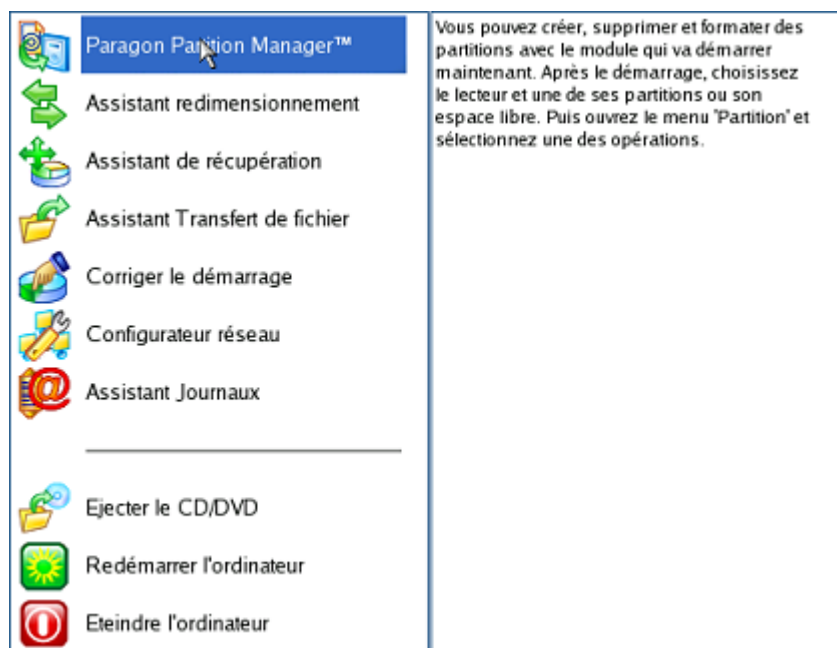 Paragon Partition Manager™
Assistant redimensionnement
Assistant de récupération
Assistant Transfert de fichier
Corriger le démarrage
Configurateur réseau
Assistant Journaux
Ejecter le CD/DVD
Redémarrer l'ordinateur
Eteindre l'ordinateur
Vous pouvez créer, supprimer et formater des
partitions avec le module qui va démarrer
maintenant. Après le démarrage, choisissez
le lecteur et une de ses partitions ou son
espace libre. Puis ouvrez le menu "Partition" et
sélectionnez une des opérations.